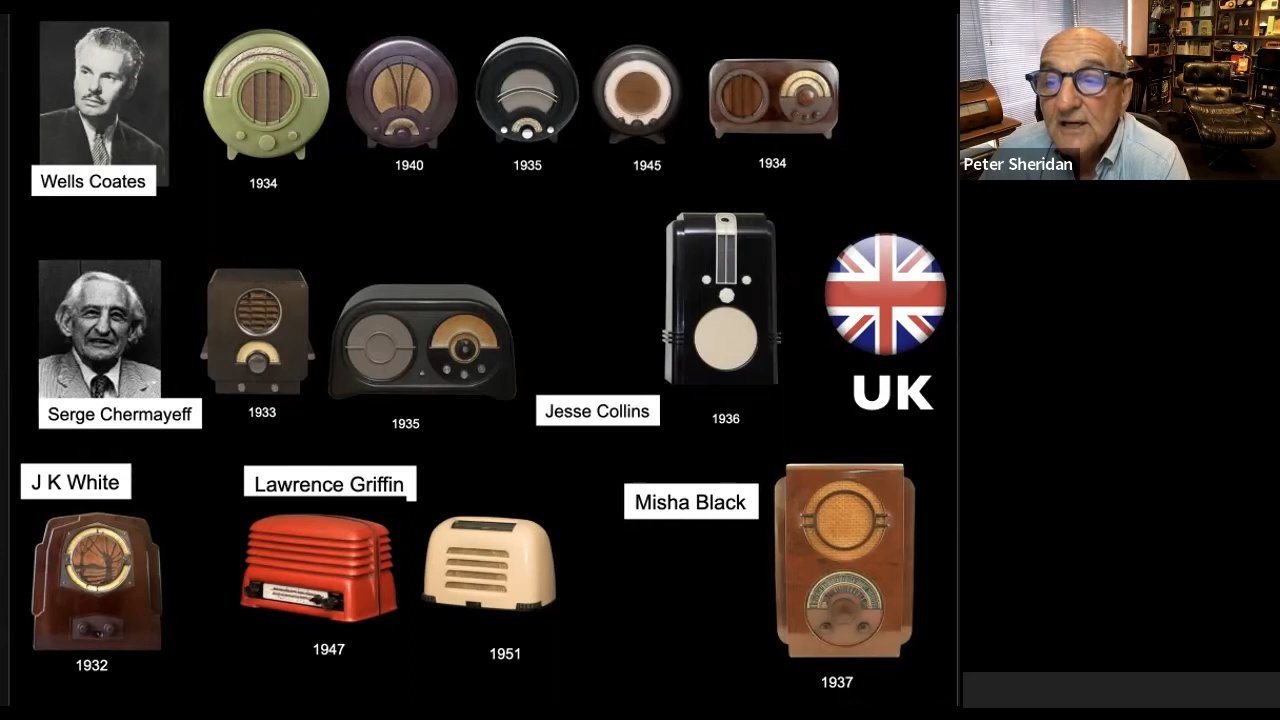 Wells Coates
1934
1940
1935
1945
1934
Peter Sheridan
Serge Chermayeff
1933
1935
Jesse Collins
1936
UK
J K White
1932
Lawrence Griffin
1947
1951
Misha Black
1937